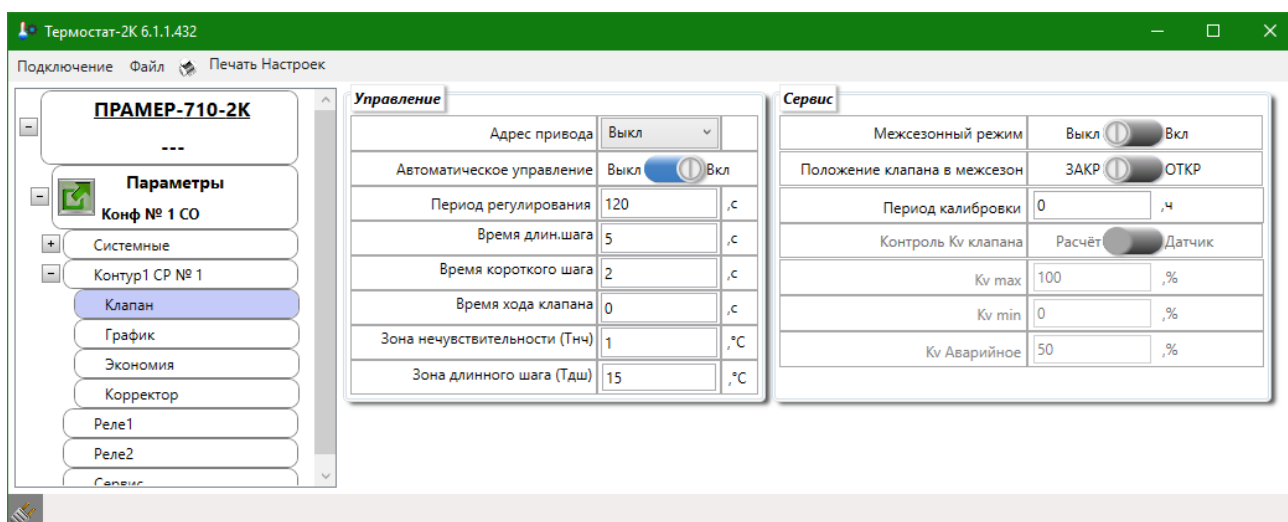 Термостат-2К 6.1.1.432
Подключение Файл Печать Настроек
ПРАМЕР-710-2К
---
Параметры
Конф № 1 СО
Системные
Контур1 СР № 1
Клапан
График
Экономия
Корректор
Реле1
Реле2
Сервис
Управление
Адрес привода Выкл
Автоматическое управление Выкл Вкл
Период регулирования 120 ,с
Время длин.шага 5 ,с
Время короткого шага 2 ,с
Время хода клапана 0 ,с
Зона нечувствительности (Тнч) 1 ,°С
Зона длинного шага (Тдш) 15 ,°С
Сервис
Межсезонный режим Выкл Вкл
Положение клапана в межсезон ЗАКР ОТКР
Период калибровки 0 ,ч
Контроль Kv клапана Расчёт Датчик
Kv max 100 ,%
Kv min 0 ,%
Kv Аварийное 50 ,%